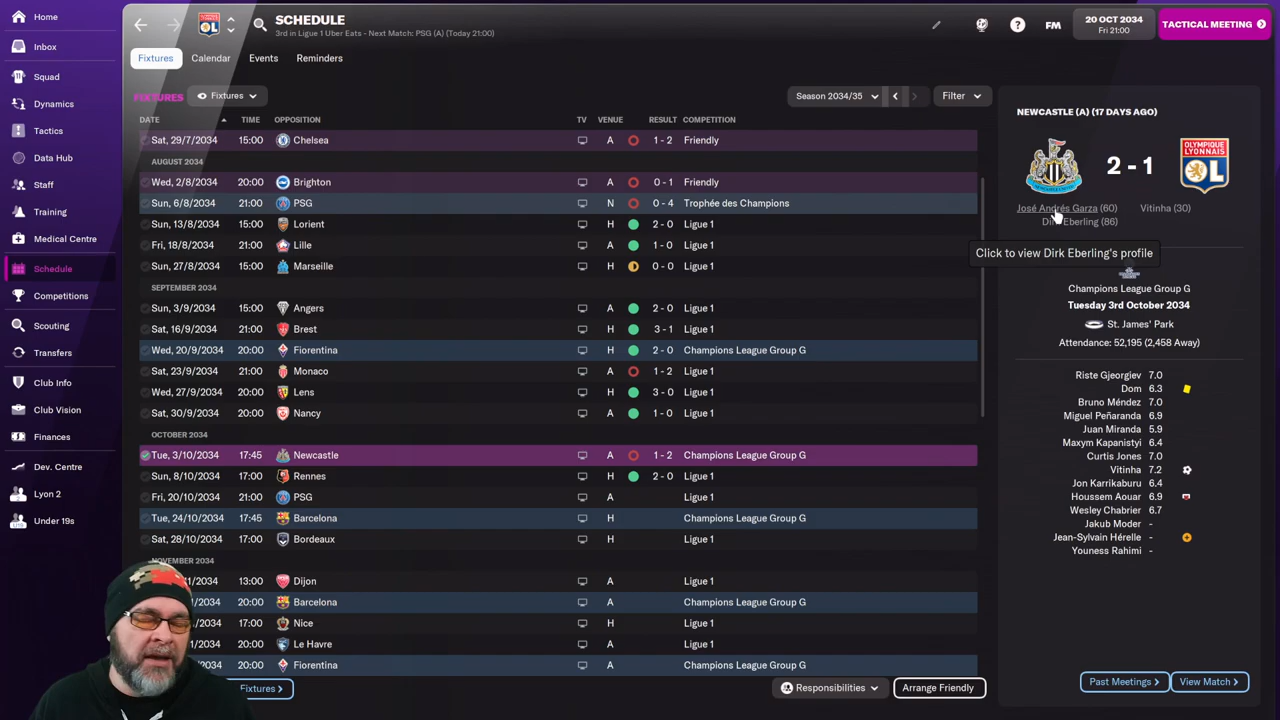 Home
Inbox
Squad
Dynamics
Tactics
Data Hub
Staff
Training
Medical Centre
Schedule
Competitions
Scouting
Transfers
Club Info
Club Vision
Finances
Dev. Centre
Lyon 2
Under 19s
OL
SCHEDULE
3rd in Ligue 1 Uber Eats - Next Match: PSG (A) (Today 21:00)
?
FM
20 OCT 2034
Fri 21:00
TACTICAL MEETING
Fixtures Calendar Events Reminders
FIXTURES Fixtures
Season 2034/35
Filter
DATE TIME OPPOSITION TV VENUE RESULT COMPETITION
Sat, 29/7/2034 15:00 Chelsea A 1 - 2 Friendly
AUGUST 2034
Wed, 2/8/2034 20:00 Brighton A 0 - 1 Friendly
Sun, 6/8/2034 21:00 PSG N 0 - 4 Trophée des Champions
Sun, 13/8/2034 15:00 Lorient H 2 - 0 Ligue 1
Fri, 18/8/2034 21:00 Lille A 1 - 0 Ligue 1
Sun, 27/8/2034 15:00 Marseille H 0 - 0 Ligue 1
SEPTEMBER 2034
Sun, 3/9/2034 15:00 Angers A 2 - 0 Ligue 1
Sat, 16/9/2034 21:00 Brest H 3 - 1 Ligue 1
Wed, 20/9/2034 20:00 Fiorentina H 2 - 0 Champions League Group G
Sat, 23/9/2034 21:00 Monaco A 1 - 2 Ligue 1
Wed, 27/9/2034 20:00 Lens H 3 - 0 Ligue 1
Sat, 30/9/2034 20:00 Nancy A 1 - 0 Ligue 1
OCTOBER 2034
Tue, 3/10/2034 17:45 Newcastle A 1 - 2 Champions League Group G
Sun, 8/10/2034 17:00 Rennes H 2 - 0 Ligue 1
Fri, 20/10/2034 21:00 PSG A Ligue 1
Tue, 24/10/2034 17:45 Barcelona H Champions League Group G
Sat, 28/10/2034 17:00 Bordeaux H Ligue 1
NOVEMBER 2034
/11/2034 13:00 Dijon A Ligue 1
/11/2034 20:00 Barcelona A Champions League Group G
/2034 17:00 Nice H Ligue 1
/2034 20:00 Le Havre A Ligue 1
/2034 20:00 Fiorentina H Champions League Group G
Fixtures
Responsibilities
Arrange Friendly
NEWCASTLE (A) (17 DAYS AGO)
2 - 1
OLYMPIQUE LYONNAIS
OL
José Andrés Garza (60) Vitinha (30)
Dirk Eberling (86)
Click to view Dirk Eberling's profile
Champions League Group G
Tuesday 3rd October 2034
St. James' Park
Attendance: 52,195 (2,458 Away)
Riste Gjeorgiev 7.0
Dom 6.3
Bruno Méndez 7.0
Miguel Peñaranda 6.9
Juan Miranda 5.9
Maxym Kapanistyi 6.4
Curtis Jones 7.0
Vitinha 7.2
Jon Karrikaburu 6.4
Houssem Aouar 6.9
Wesley Chabrier 6.7
Jakub Moder -
Jean-Sylvain Hérelle -
Youness Rahimi -
Past Meetings
View Match